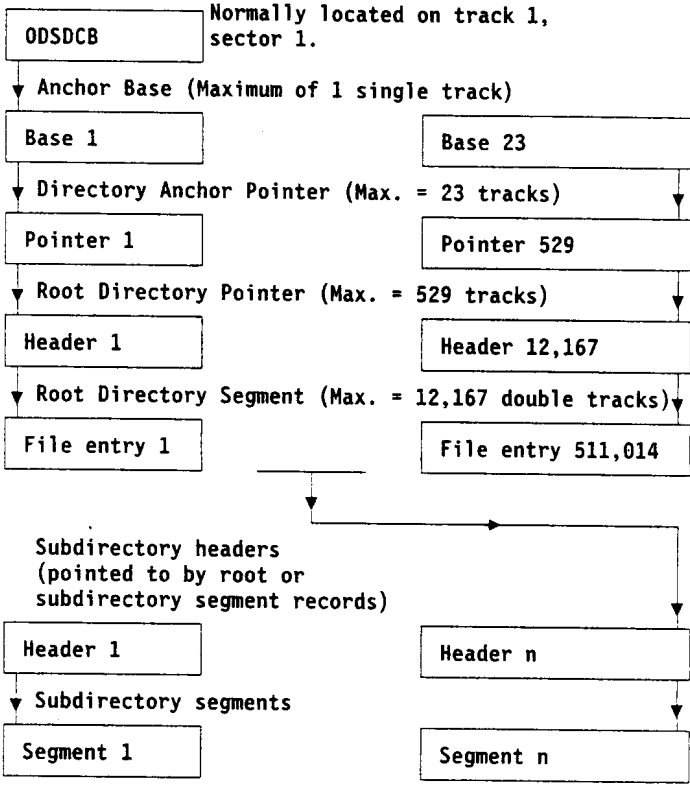 Normally located on track 1,
ODSDCB
sector 1.
Anchor Base (Maximum of 1 single track)
Base 1
Base 23
Directory Anchor Pointer (Max. = 23 tracks)
Pointer 1
Pointer 529
Root Directory Pointer (Max. = 529 tracks)
Header 1
Header 12,167
Root Directory Segment (Max. = 12,167 double tracks)
File entry 1
File entry 511,014
Subdirectory headers
(pointed to by root or
subdirectory segment records)
Header 1
Header n
Subdirectory segments
Segment 1
Segment n